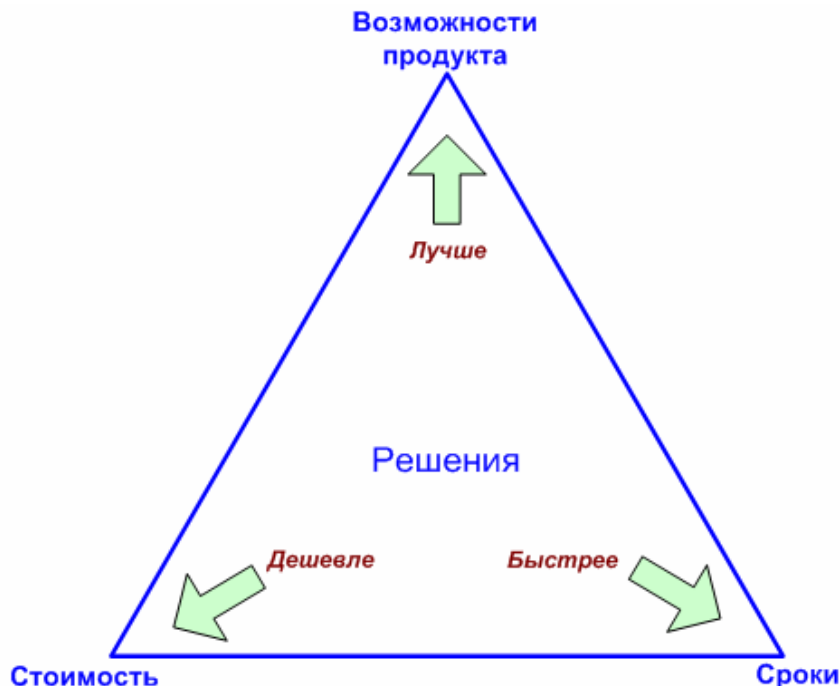 Возможности
продукта
Лучше
Решения
Дешевле
Быстрее
Стоимость
Сроки